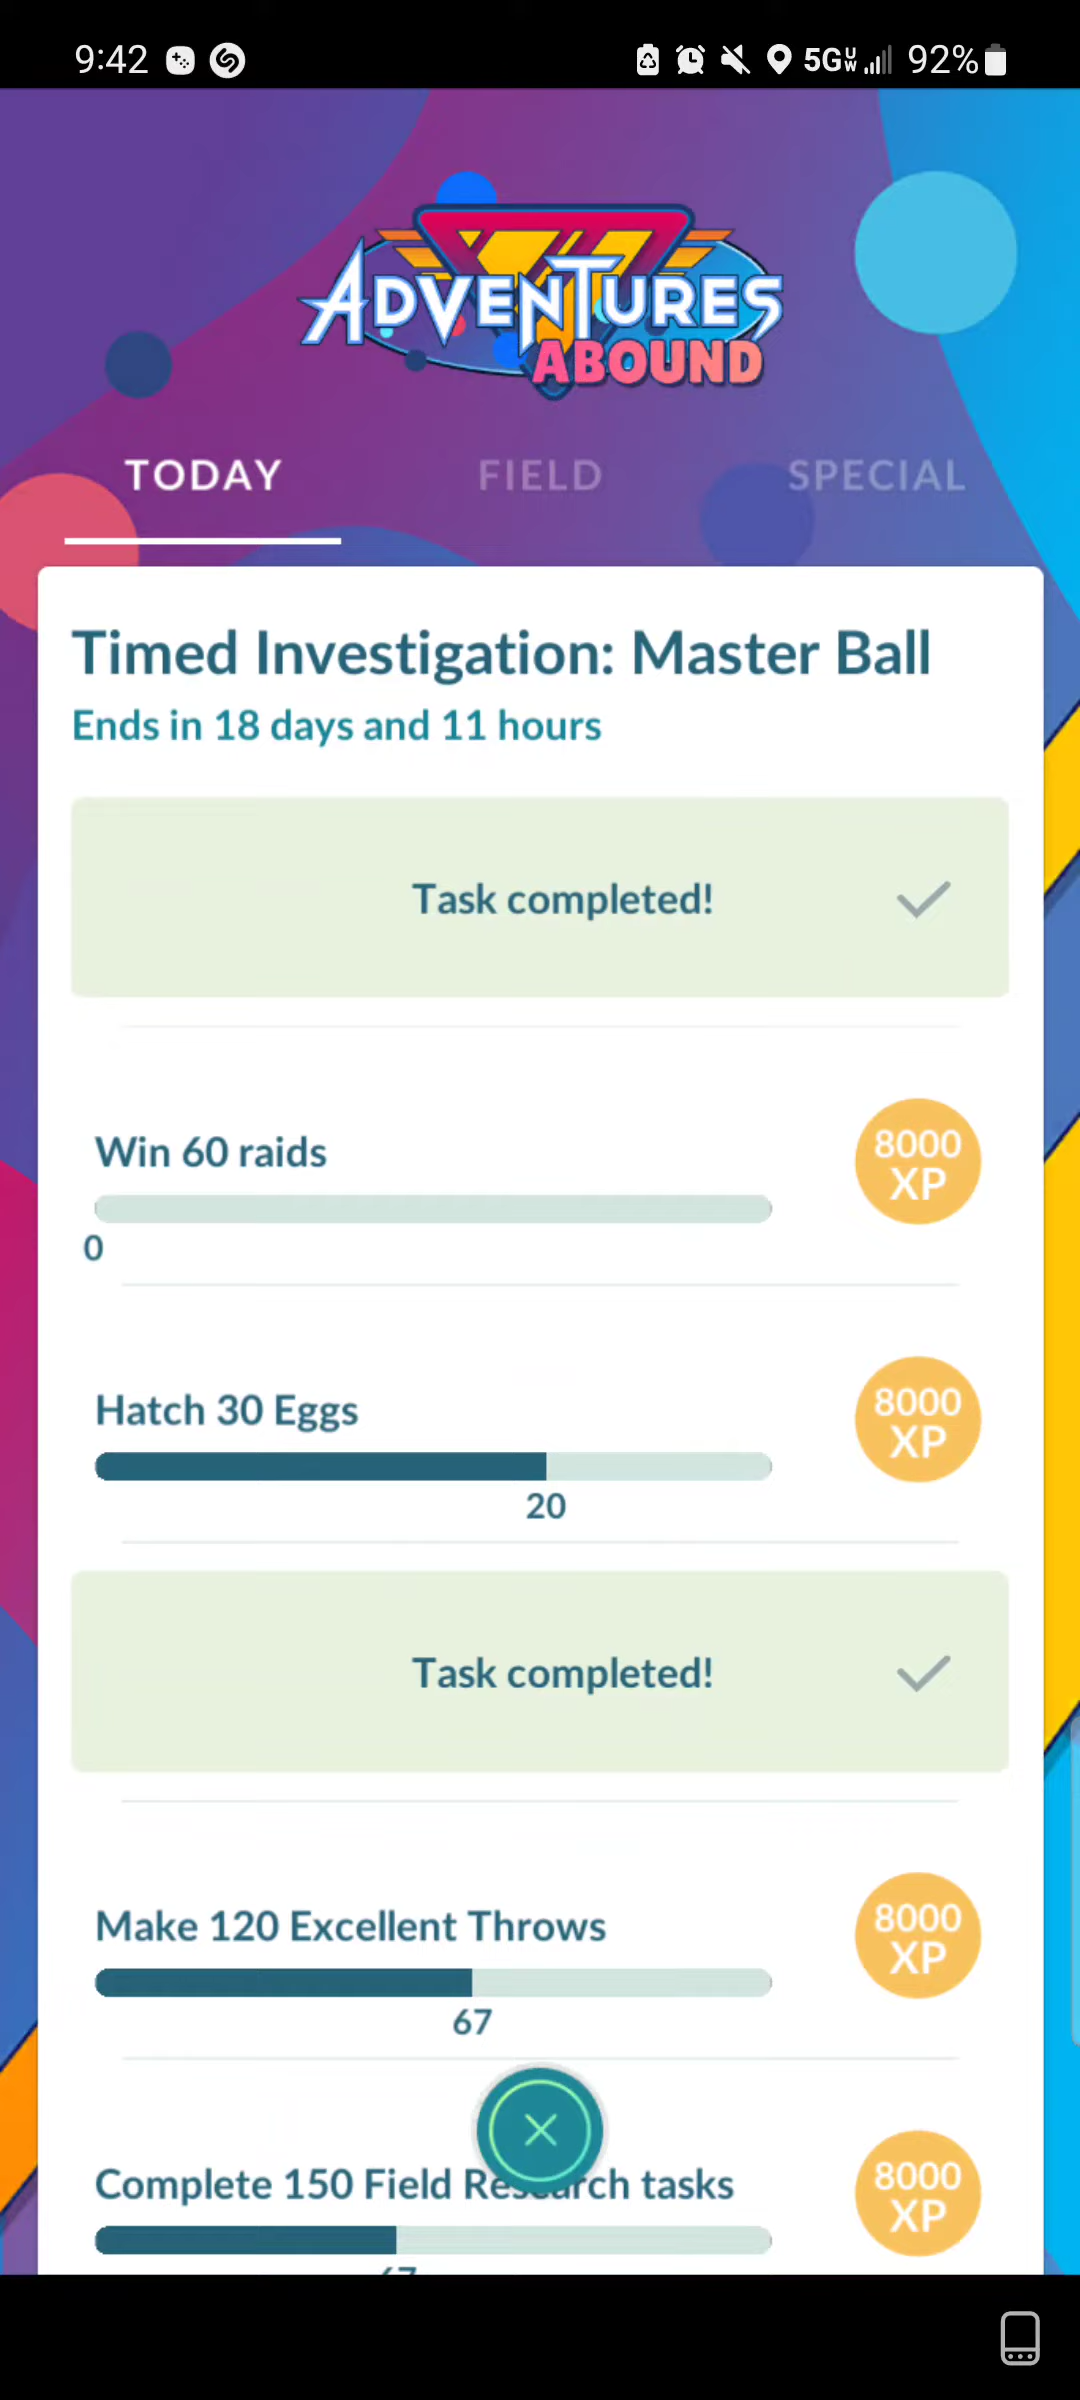 9:42
5G UW 92%
ADVENTURES
ABOUND
TODAY FIELD SPECIAL
Timed Investigation: Master Ball
Ends in 18 days and 11 hours
Task completed!
Win 60 raids
8000
XP
0
Hatch 30 Eggs
8000
XP
20
Task completed!
Make 120 Excellent Throws
8000
XP
67
Complete 150 Field Research tasks
8000
XP
67